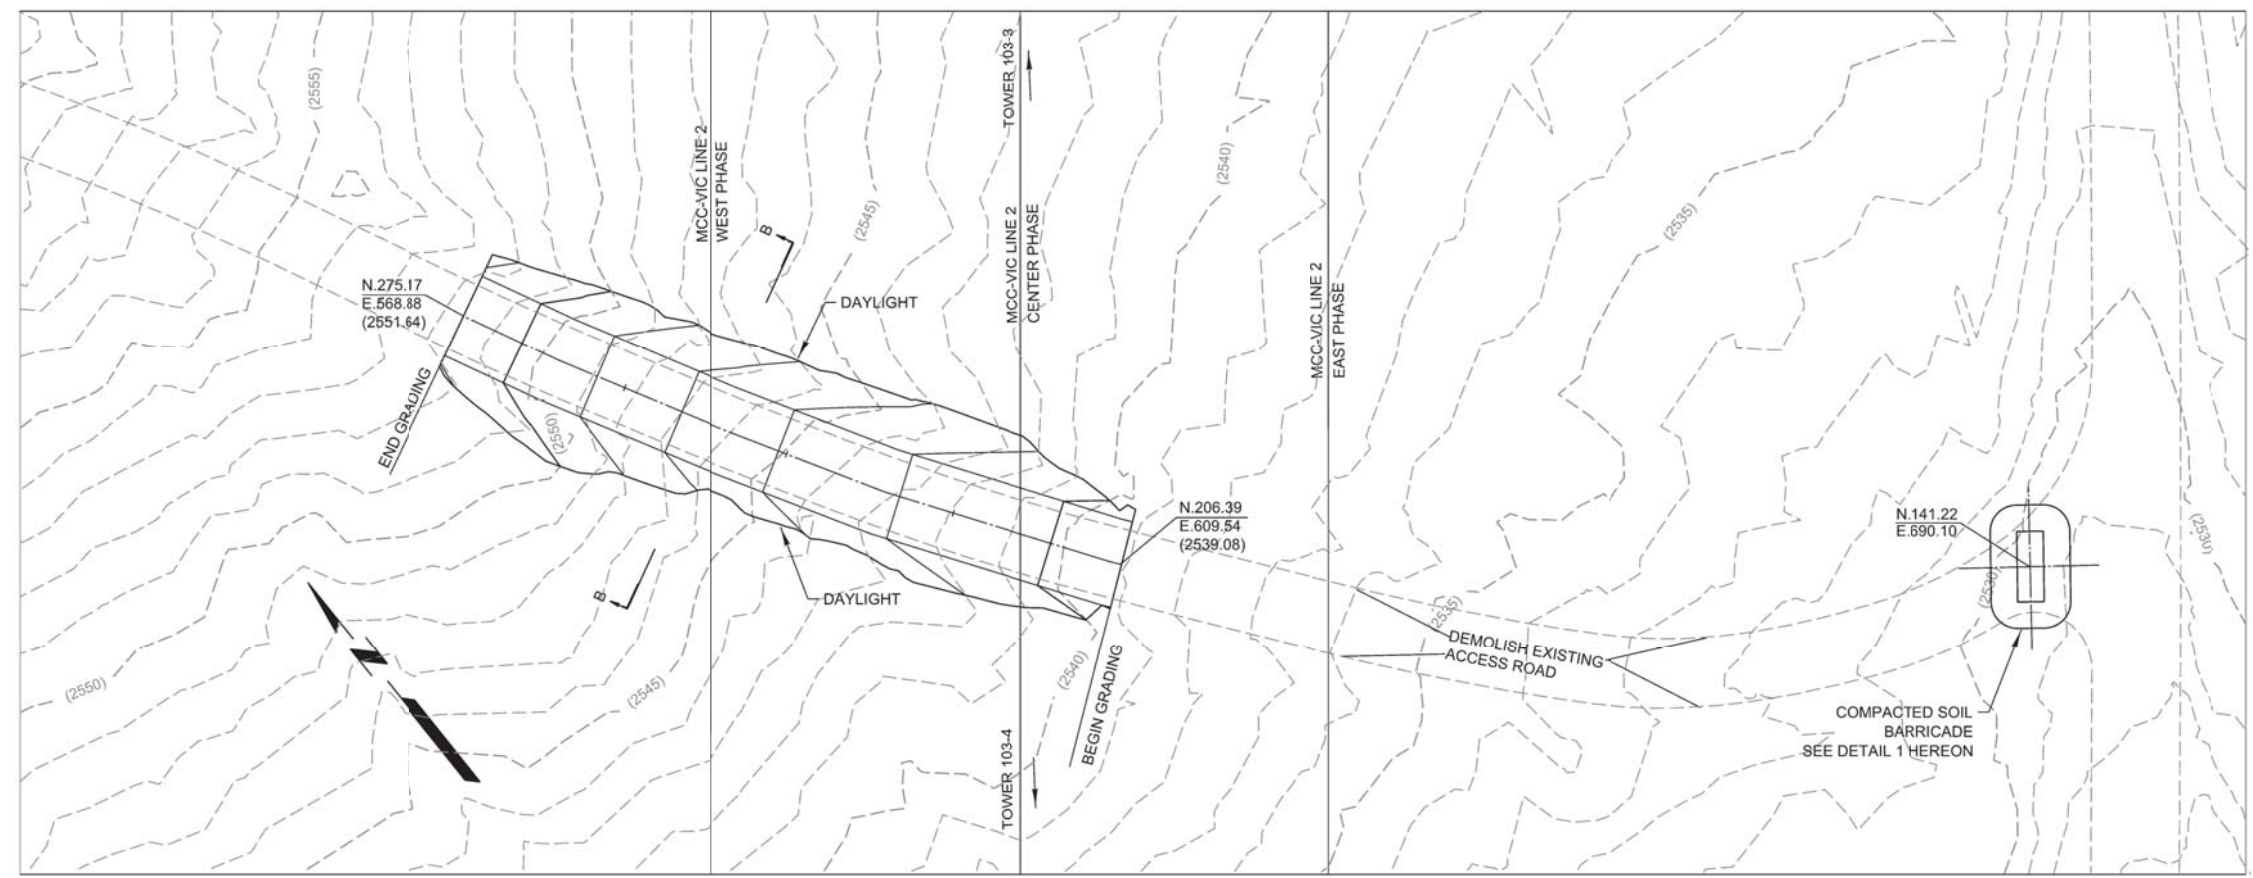 (2555)
MCC-VIC LINE 2
WEST PHASE
B
(2545)
TOWER 103-3
MCC-VIC LINE 2
CENTER PHASE
(2540)
MCC-VIC LINE 2
EAST PHASE
(2535)
N.275.17
E.568.88
(2551.64)
DAYLIGHT
END GRADING
(2550)
N.206.39
E.609.54
(2539.08)
N.141.22
E.690.10
(2530)
(2530)
B
DAYLIGHT
N
(2535)
DEMOLISH EXISTING
ACCESS ROAD
(2550)
(2545)
(2540)
BEGIN GRADING
TOWER 103-4
COMPACTED SOIL
BARRICADE
SEE DETAIL 1 HEREON